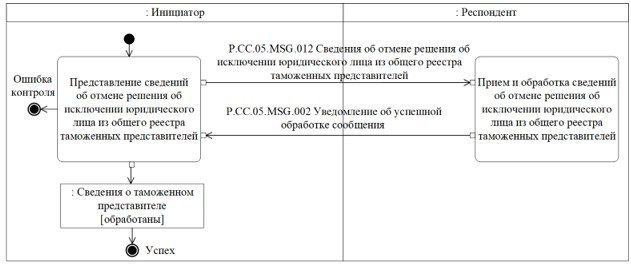 : Инициатор
: Респондент
P.CC.05.MSG.012 Сведения об отмене решения об
исключении юридического лица из общего реестра
таможенных представителей
Ошибка
контроля
Представление сведений
об отмене решения об
исключении юридического
лица из общего реестра
таможенных представителей
Прием и обработка сведений
об отмене решения об
исключении юридического
лица из общего реестра
таможенных представителей
P.CC.05.MSG.002 Уведомление об успешной
обработке сообщения
: Сведения о таможенном
представителе
[обработаны]
Успех